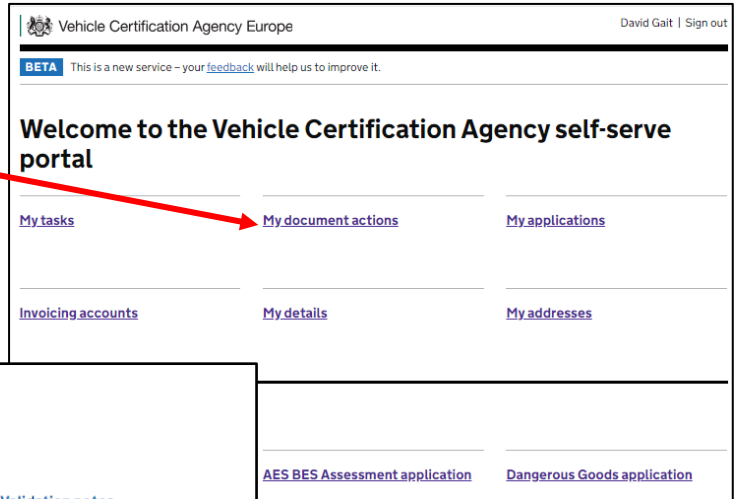 Vehicle Certification Agency Europe
David Gait | Sign out
BETA This is a new service – your feedback will help us to improve it.
Welcome to the Vehicle Certification Agency self-serve
portal
My tasks
My document actions
My applications
Invoicing accounts
My details
My addresses
AES BES Assessment application
Dangerous Goods application
Validation notes